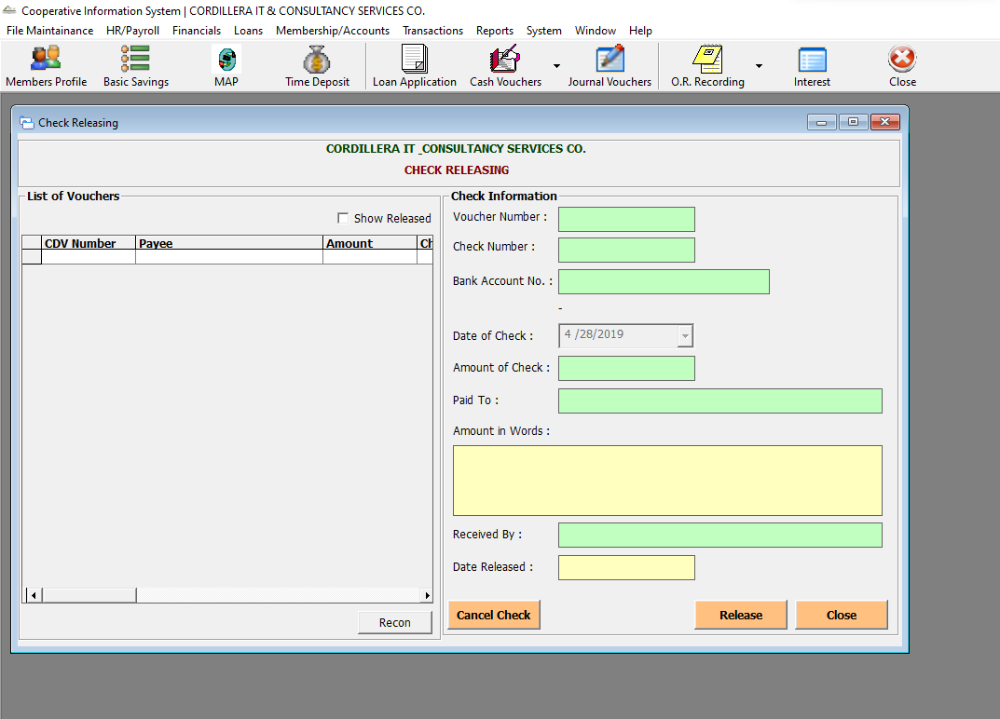 Cooperative Information System | CORDILLERA IT & CONSULTANCY SERVICES CO.
File Maintainance HR/Payroll Financials Loans Membership/Accounts Transactions Reports System Window Help
Members Profile Basic Savings MAP Time Deposit Loan Application Cash Vouchers Journal Vouchers O.R. Recording Interest Close
Check Releasing
CORDILLERA IT _CONSULTANCY SERVICES CO.
CHECK RELEASING
List of Vouchers
Show Released
CDV Number Payee Amount Ch
Recon
Check Information
Voucher Number :
Check Number :
Bank Account No. :
-
Date of Check : 4 /28/2019
Amount of Check :
Paid To :
Amount in Words :
Received By :
Date Released :
Cancel Check Release Close